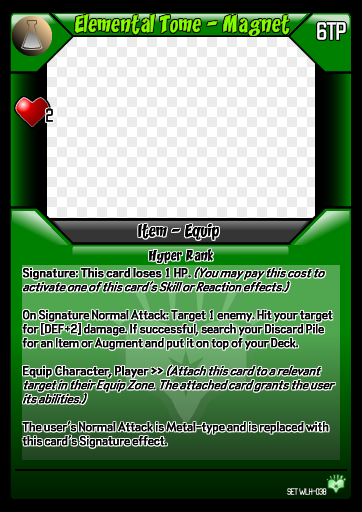 Elemental Tome - Magnet
6TP
2
Item - Equip
Hyper Rank
Signature: This card loses 1 HP. (You may pay this cost to
activate one of this card's Skill or Reaction effects.)
On Signature Normal Attack: Target 1 enemy. Hit your target
for [DEF+2] damage. If successful, search your Discard Pile
for an Item or Augment and put it on top of your Deck.
Equip Character, Player >> (Attach this card to a relevant
target in their Equip Zone. The attached card grants the user
its abilities.)
The user's Normal Attack is Metal-type and is replaced with
this card's Signature effect.
SET WLH-038